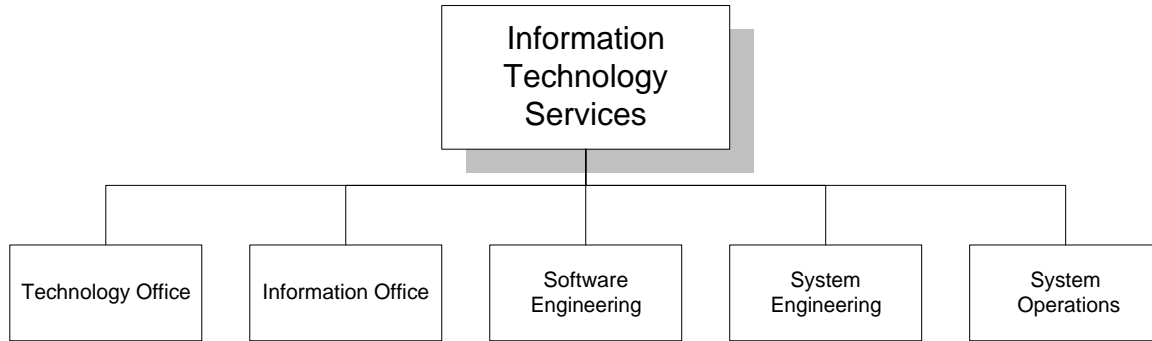 Information
Technology
Services
Technology Office
Information Office
Software
Engineering
System
Engineering
System
Operations